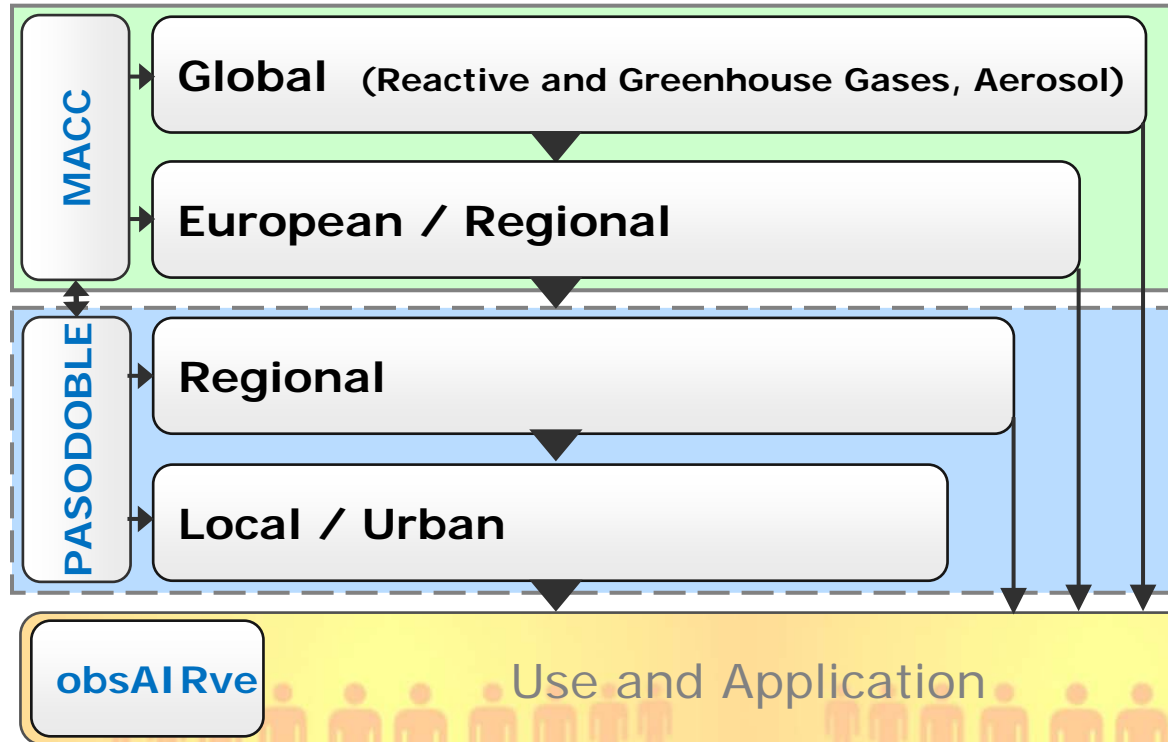 MACC
Global (Reactive and Greenhouse Gases, Aerosol)
European / Regional
PASODOBLE
Regional
Local / Urban
obsAIRve
Use and Application